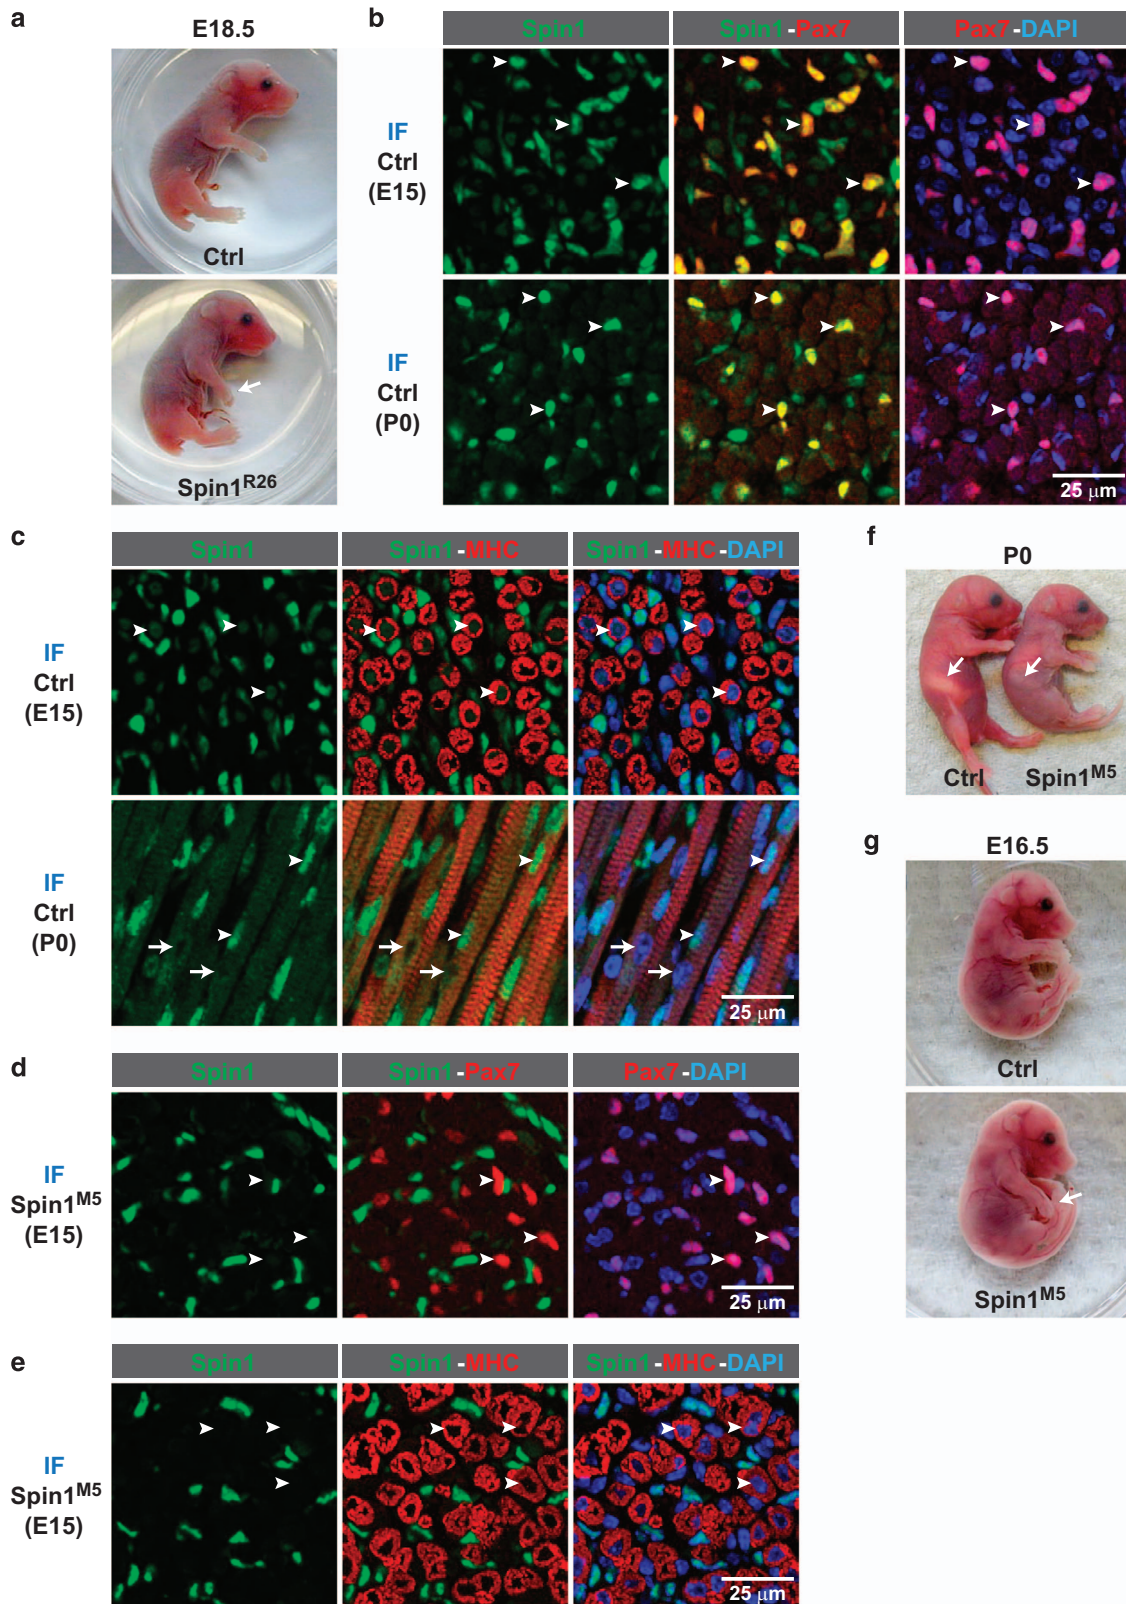 a
E18.5
Ctrl
Spin1R26
b
Spin1
Spin1-Pax7
Pax7-DAPI
IF
Ctrl
(E15)
IF
Ctrl
(P0)
25 μm
c
Spin1
Spin1-MHC
Spin1-MHC-DAPI
IF
Ctrl
(E15)
IF
Ctrl
(P0)
25 μm
d
Spin1
Spin1-Pax7
Pax7-DAPI
IF
Spin1M5
(E15)
25 μm
e
Spin1
Spin1-MHC
Spin1-MHC-DAPI
IF
Spin1M5
(E15)
25 μm
f
P0
Ctrl
Spin1M5
g
E16.5
Ctrl
Spin1M5